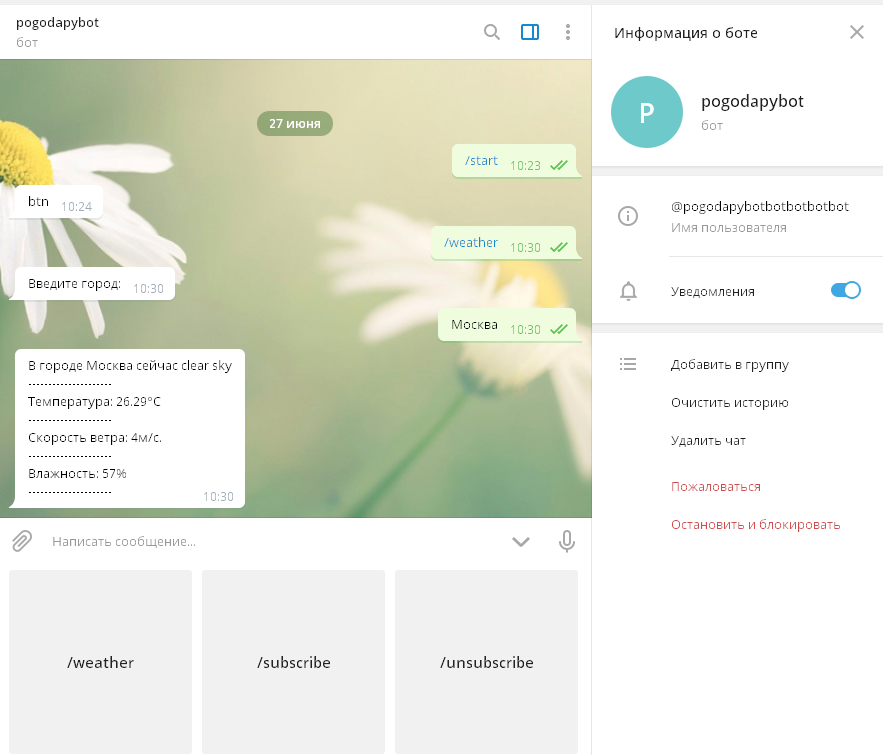 pogodapybot
бот
27 июня
/start 10:23
btn 10:24
/weather 10:30
Введите город: 10:30
Москва 10:30
В городе Москва сейчас clear sky
---------------------
Температура: 26.29°C
---------------------
Скорость ветра: 4м/с.
---------------------
Влажность: 57%
---------------------
10:30
Написать сообщение...
/weather
/subscribe
/unsubscribe
Информация о боте
P
pogodapybot
бот
@pogodapybotbotbotbotbot
Имя пользователя
Уведомления
Добавить в группу
Очистить историю
Удалить чат
Пожаловаться
Остановить и блокировать